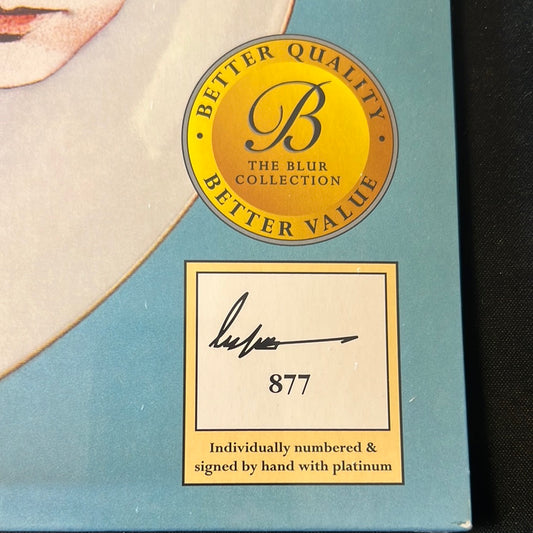 BETTER QUALITY
B
THE BLUR
COLLECTION
BETTER VALUE
877
Individually numbered &
signed by hand with platinum